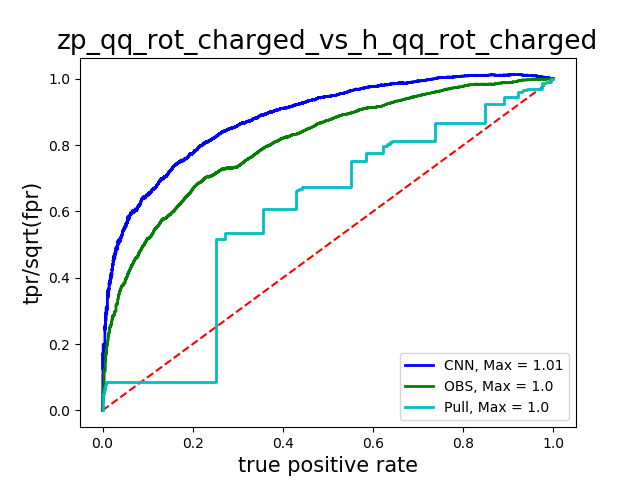 zp_qq_rot_charged_vs_h_qq_rot_charged
tpr/sqrt(fpr)
1.0
0.8
0.6
0.4
0.2
0.0
CNN, Max = 1.01
OBS, Max = 1.0
Pull, Max = 1.0
0.0 0.2 0.4 0.6 0.8 1.0
true positive rate